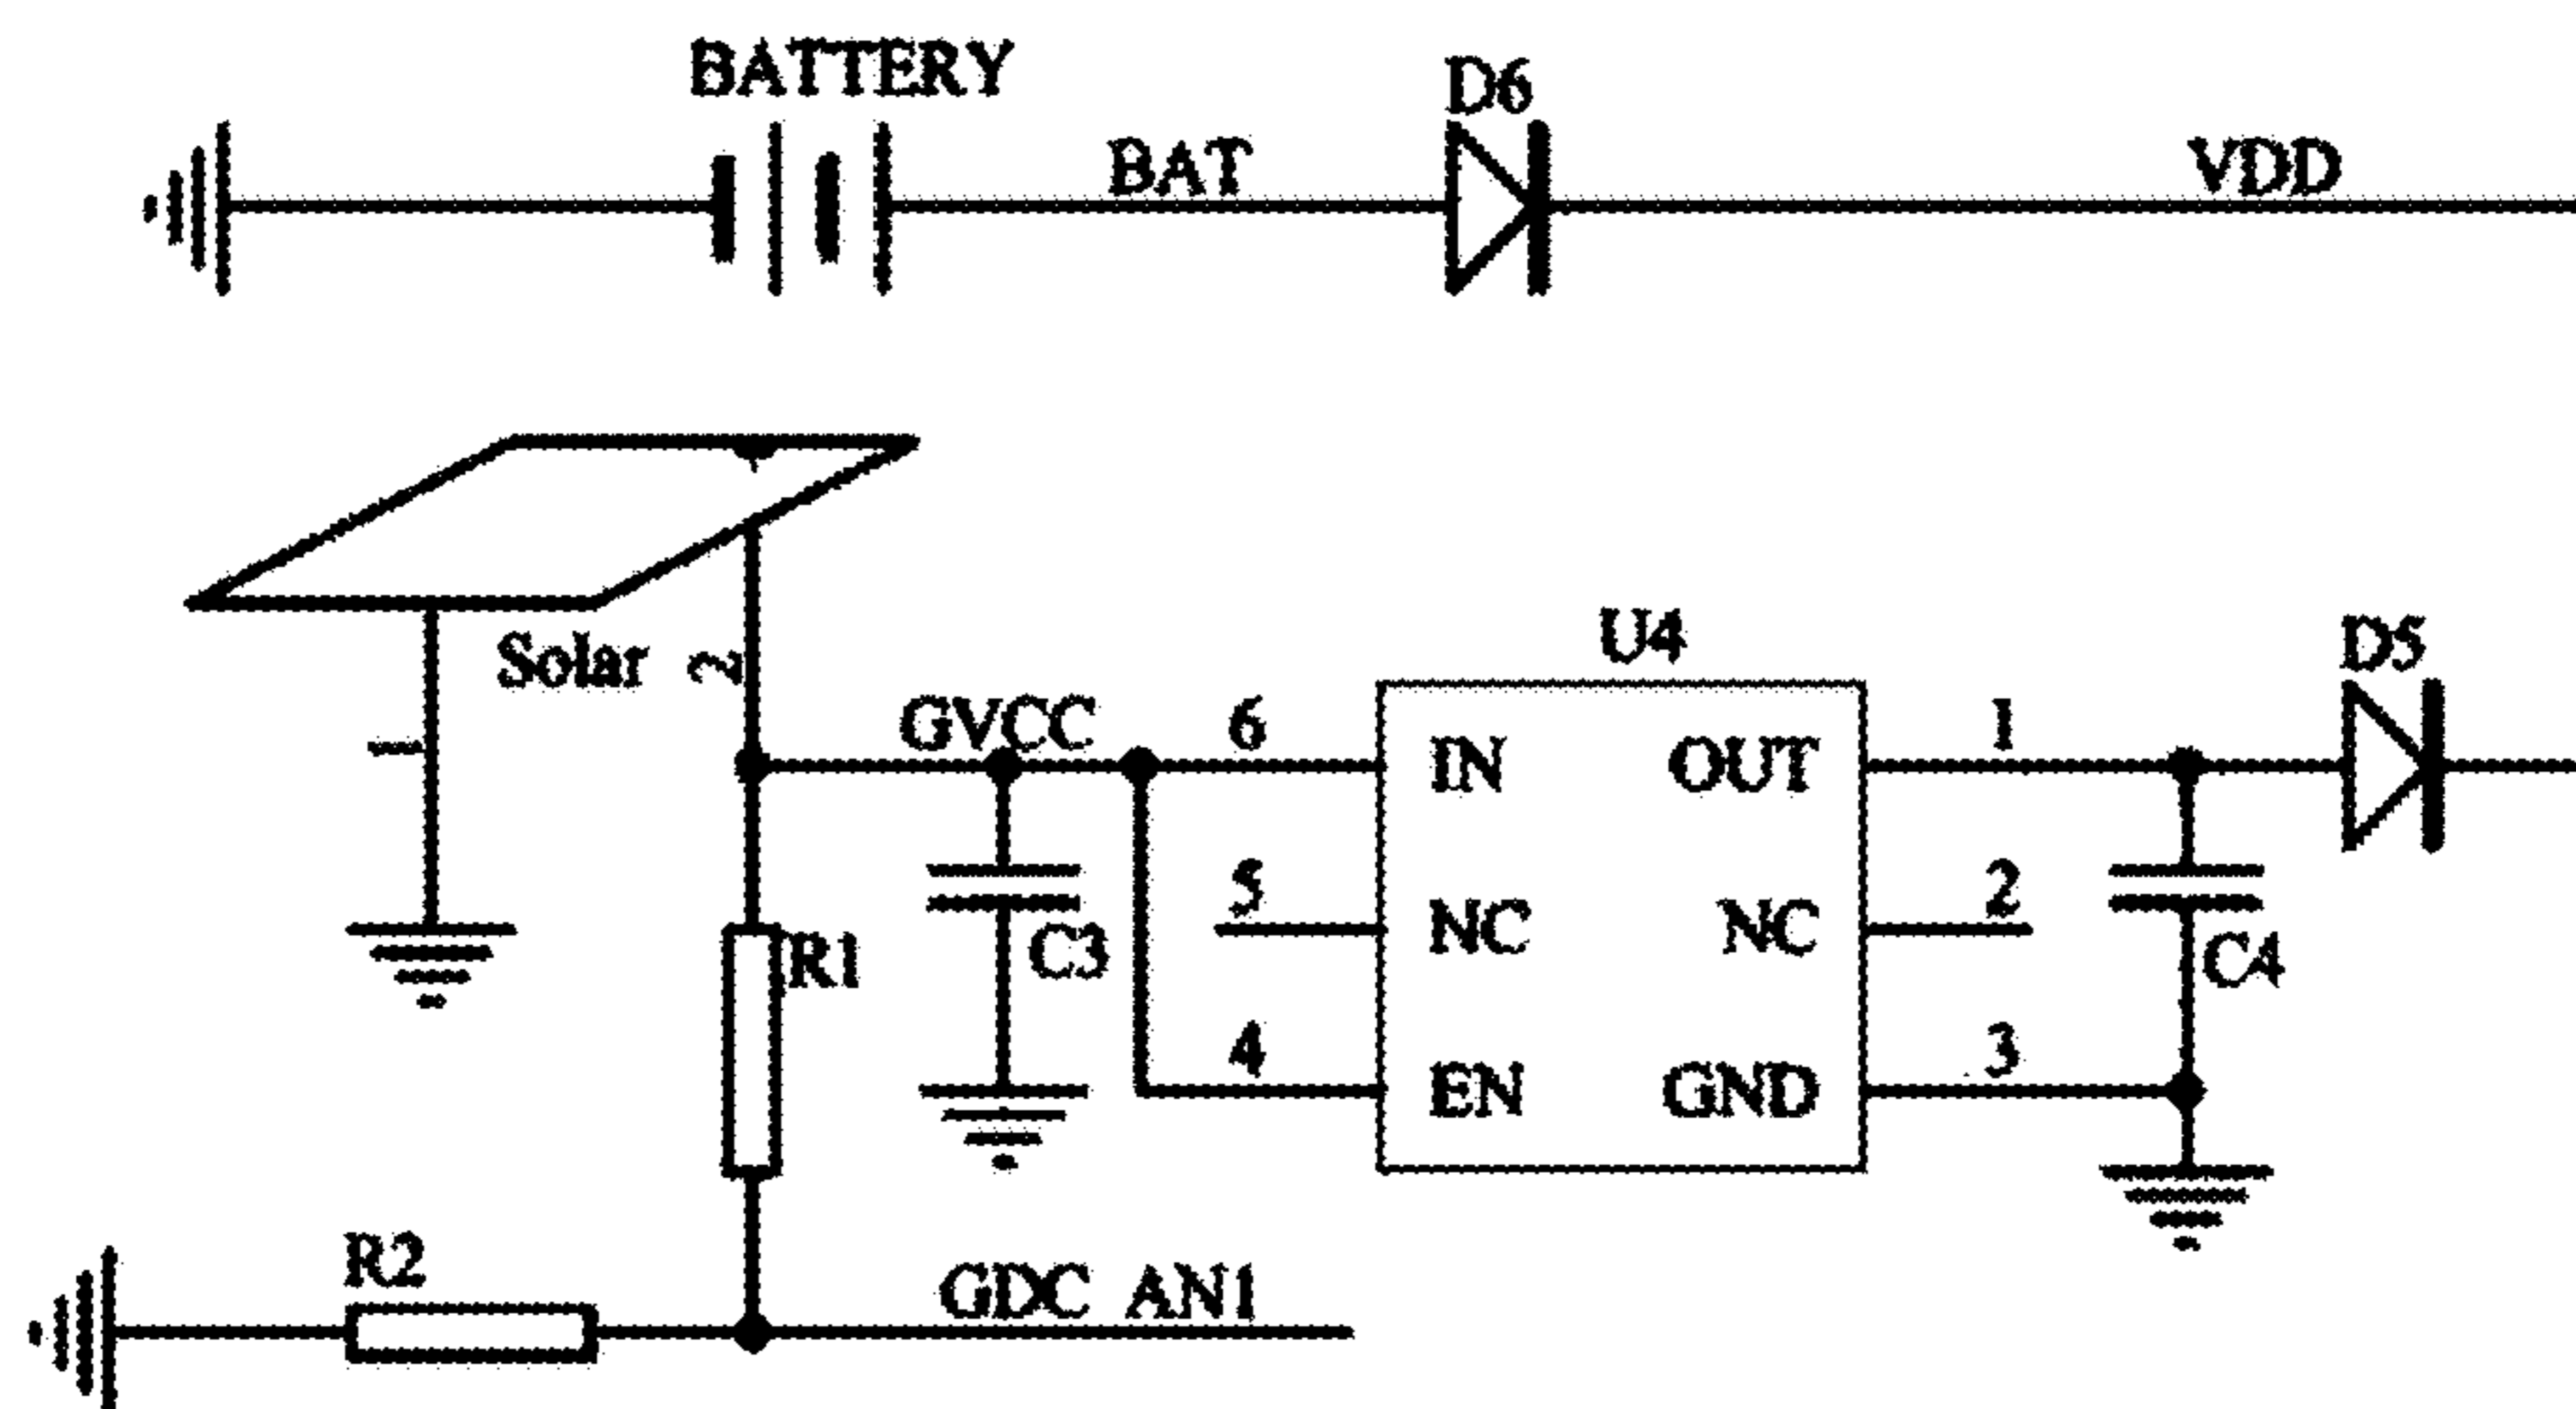 BATTERY
D6
BAT
VDD
Solar
2
1
U4
D5
GVCC
6
IN
OUT
1
5
NC
NC
2
R1
C3
C4
4
EN
GND
3
R2
GDC AN1